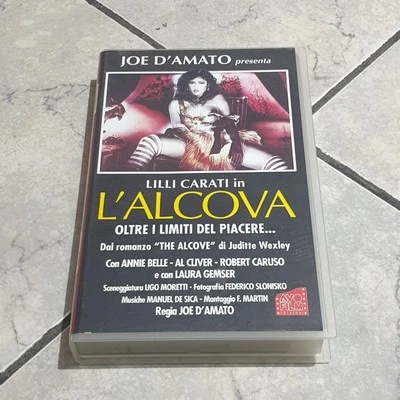 JOE D'AMATO presenta
LILLI CARATI in
L'ALCOVA
OLTRE I LIMITI DEL PIACERE...
Dal romanzo "THE ALCOVE" di Juditte Wexley
Con ANNIE BELLE - AL CLIVER - ROBERT CARUSO
e con LAURA GEMSER
Sceneggiatura UGO MORETTI - Fotografia FEDERICO SLONISKO
Musiche MANUEL DE SICA - Montaggio F. MARTIN
Regia JOE D'AMATO
AVO
FILM